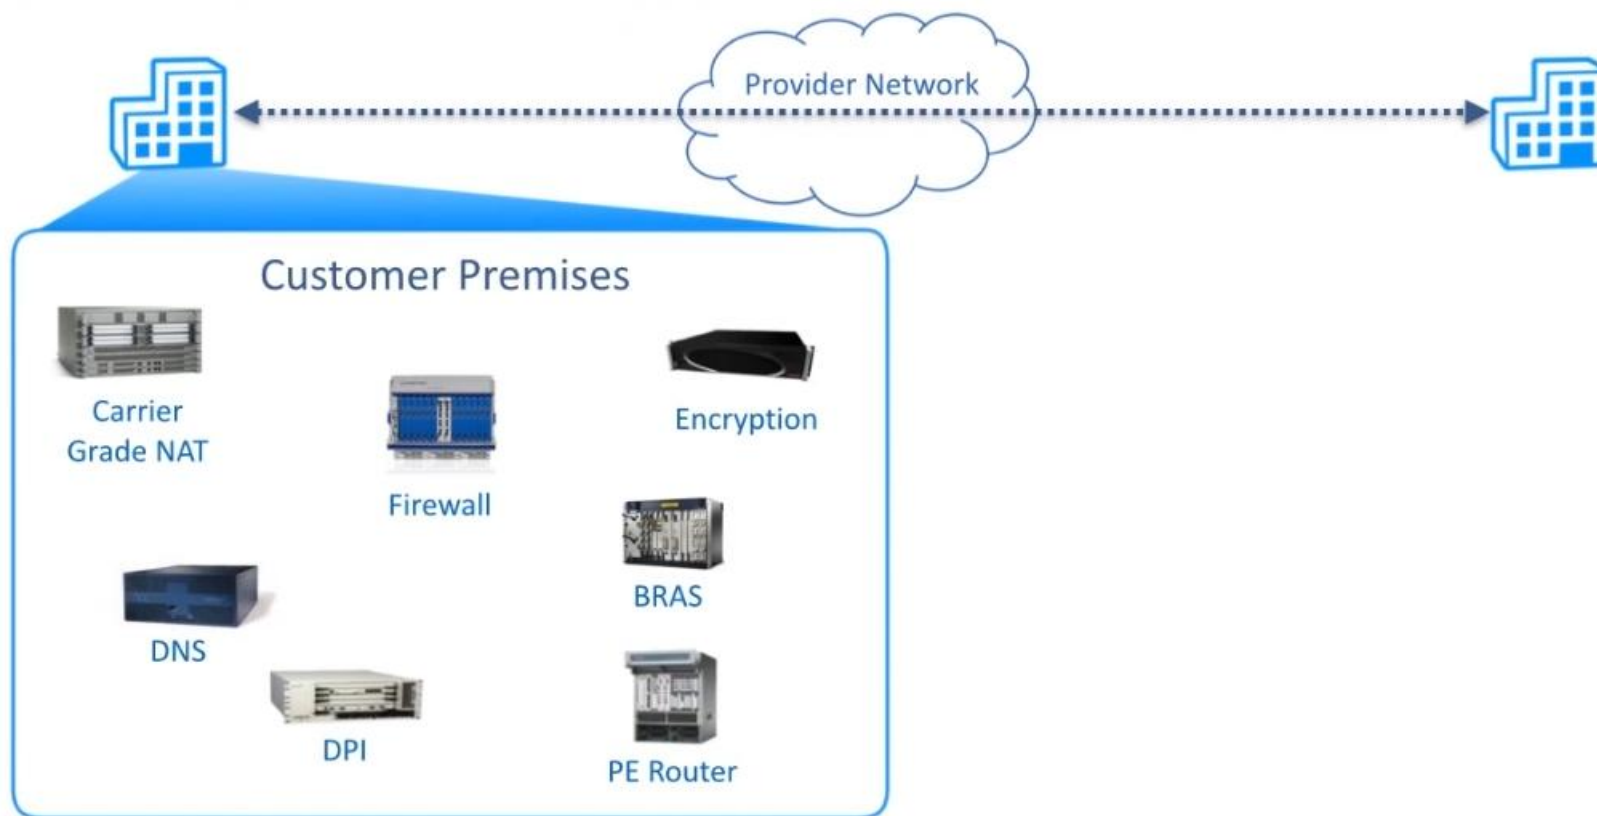 Provider Network
Customer Premises
Carrier
Grade NAT
Encryption
Firewall
BRAS
DNS
DPI
PE Router